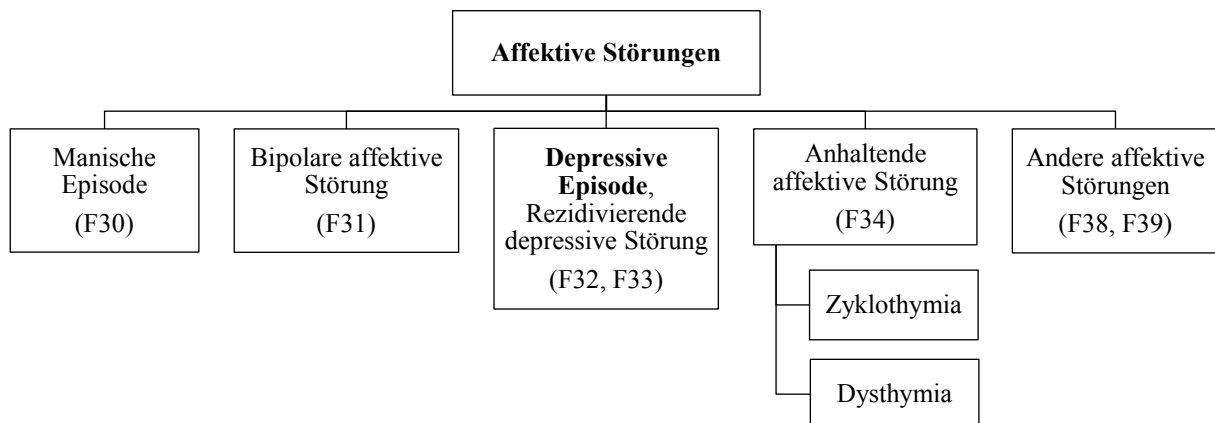 Affektive Störungen
Manische
Episode
(F30)
Bipolare affektive
Störung
(F31)
Depressive
Episode,
Rezidivierende
depressive Störung
(F32, F33)
Anhaltende
affektive Störung
(F34)
Andere affektive
Störungen
(F38, F39)
Zyklothymia
Dysthymia